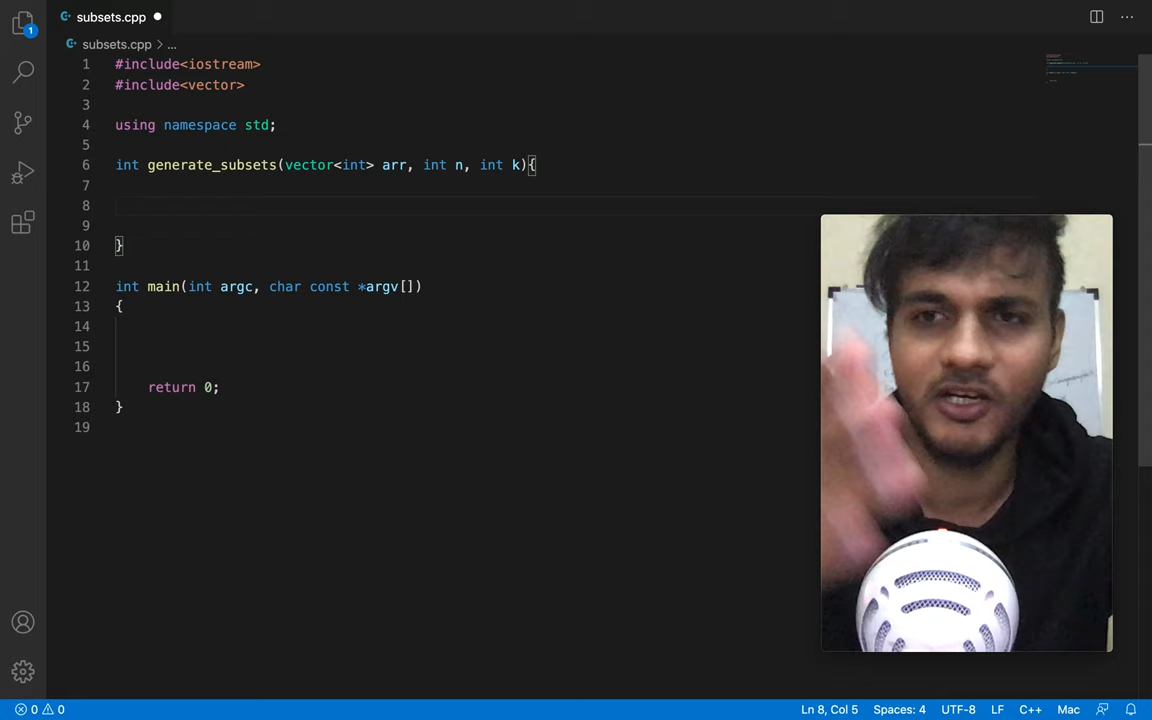 subsets.cpp
subsets.cpp > ...
1
1 #include<iostream>
2 #include<vector>
3
4 using namespace std;
5
6 int generate_subsets(vector<int> arr, int n, int k){
7
8
9
10 }
11
12 int main(int argc, char const *argv[])
13 {
14
15
16
17 return 0;
18 }
19
0 0 Ln 8, Col 5 Spaces: 4 UTF-8 LF C++ Mac